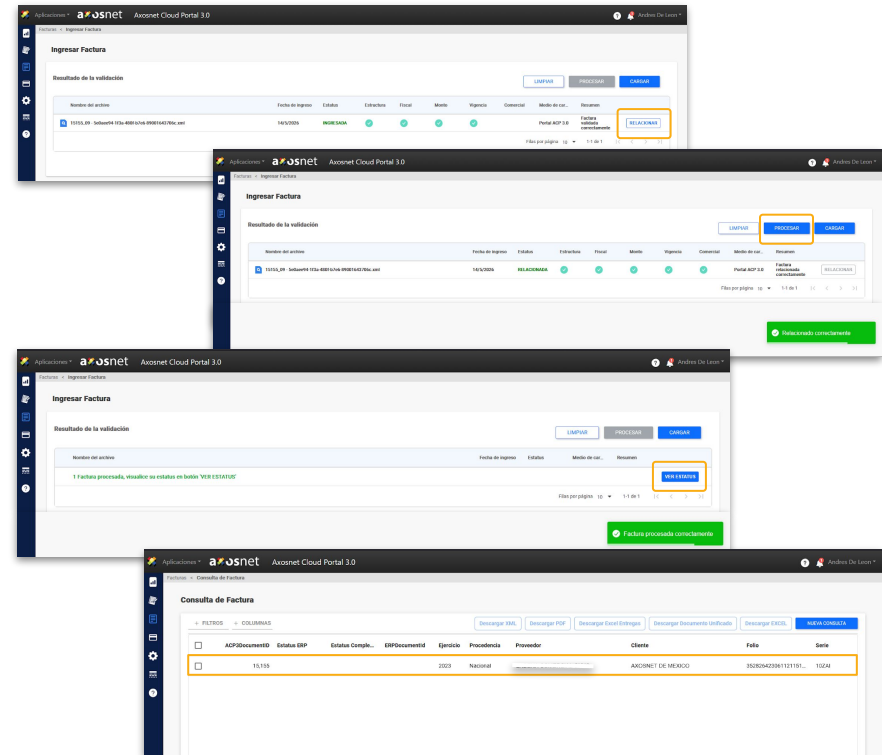 Aplicaciones axosnet Axosnet Cloud Portal 3.0 Andres De Leon
Facturas < Ingresar Factura
Ingresar Factura
Resultado de la validación
LIMPIAR PROCESAR CARGAR
Nombre del archivo Fecha de ingreso Estatus Estructura Fiscal Monto Vigencia Comercial Medio de car... Resumen
14/5/2026 INGRESADA Portal ACP 3.0 Factura validada correctamente RELACIONAR
Filas por página 10 1-1 de 1
Aplicaciones axosnet Axosnet Cloud Portal 3.0 Andres De Leon
Facturas < Ingresar Factura
Ingresar Factura
Resultado de la validación
LIMPIAR PROCESAR CARGAR
Nombre del archivo Fecha de ingreso Estatus Estructura Fiscal Monto Vigencia Comercial Medio de car... Resumen
14/5/2026 RELACIONADA Portal ACP 3.0 Factura relacionada correctamente RELACIONAR
Filas por página 10 1-1 de 1
Relacionado correctamente
Aplicaciones axosnet Axosnet Cloud Portal 3.0 Andres De Leon
Facturas < Ingresar Factura
Ingresar Factura
Resultado de la validación
LIMPIAR PROCESAR CARGAR
Nombre del archivo Fecha de ingreso Estatus Medio de car... Resumen
1 Factura procesada, visualice su estatus en botón 'VER ESTATUS' VER ESTATUS
Filas por página 10 1-1 de 1
Factura procesada correctamente
Aplicaciones axosnet Axosnet Cloud Portal 3.0 Andres De Leon
Facturas < Consulta de Factura
Consulta de Factura
+ FILTROS + COLUMNAS Descargar XML Descargar PDF Descargar Excel Entregas Descargar Documento Unificado Descargar EXCEL NUEVA CONSULTA
ACP3DocumentID Estatus ERP Estatus Comple... ERPDocumentId Ejercicio Procedencia Proveedor Cliente Folio Serie
15,155 2023 Nacional AXOSNET DE MEXICO 352826423061121151... 10ZAI